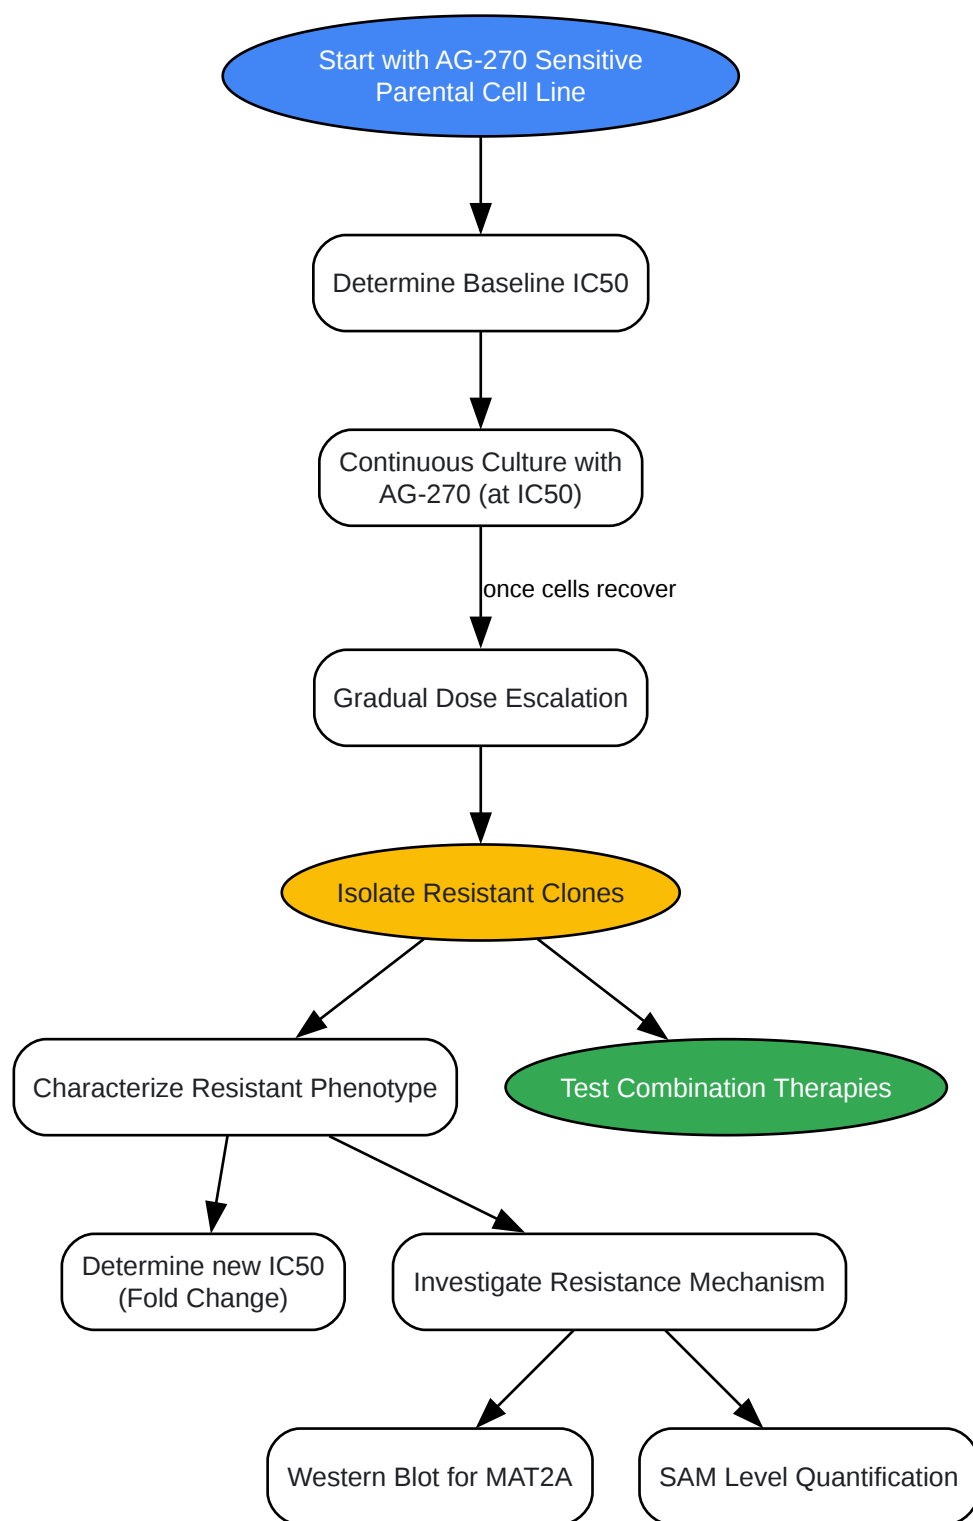 Start with AG-270 Sensitive
Parental Cell Line
Determine Baseline IC50
Continuous Culture with
AG-270 (at IC50)
once cells recover
Gradual Dose Escalation
Isolate Resistant Clones
Characterize Resistant Phenotype
Test Combination Therapies
Determine new IC50
(Fold Change)
Investigate Resistance Mechanism
Western Blot for MAT2A
SAM Level Quantification